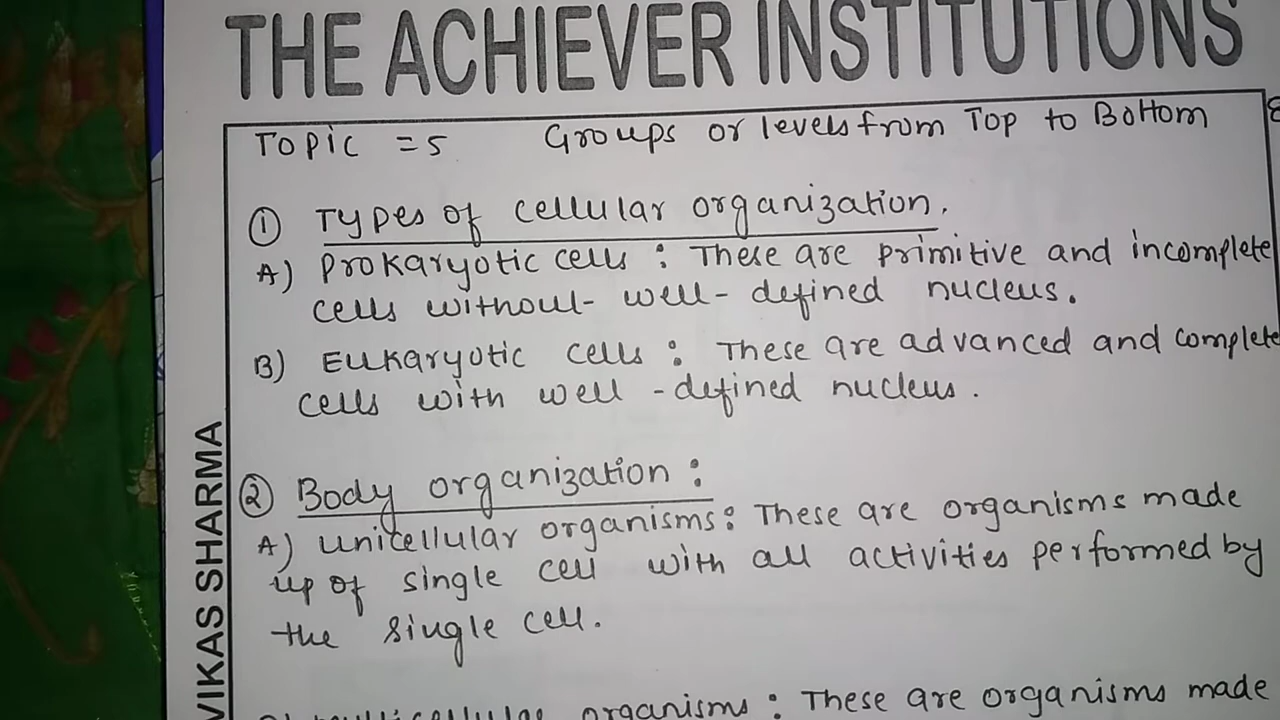 THE ACHIEVER INSTITUTIONS
Topic = 5 Groups or levels from Top to Bottom
① Types of cellular organization.
A) Prokaryotic cells : These are primitive and incomplete
cells without- well-defined nucleus.
B) Eukaryotic cells : These are advanced and complete
cells with well-defined nucleus.
② Body organization :
A) unicellular organisms : These are organisms made
up of single cell with all activities performed by
the single cell.
organisms : These are organisms made
VIKAS SHARMA